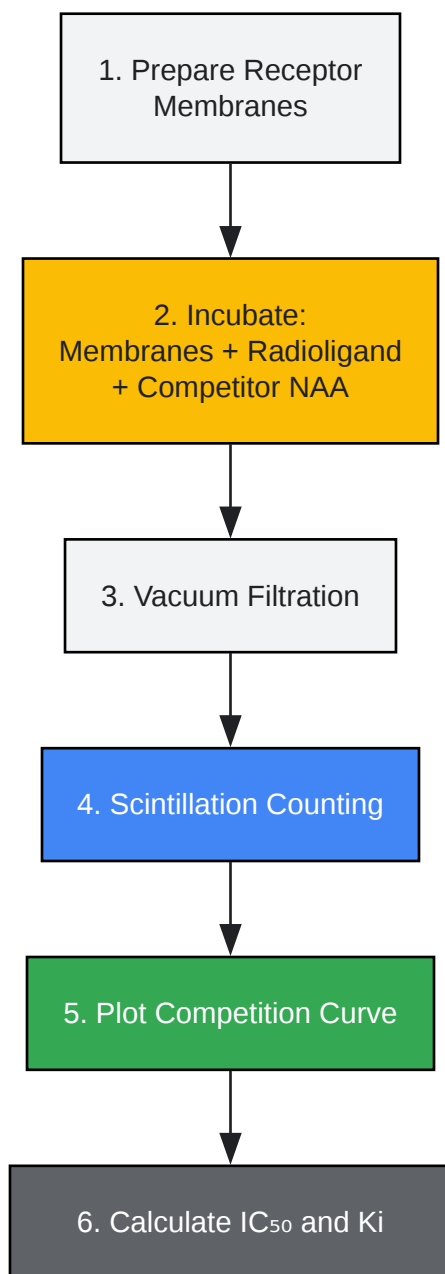 1. Prepare Receptor
Membranes
2. Incubate:
Membranes + Radioligand
+ Competitor NAA
3. Vacuum Filtration
4. Scintillation Counting
5. Plot Competition Curve
6. Calculate IC₅₀ and Ki